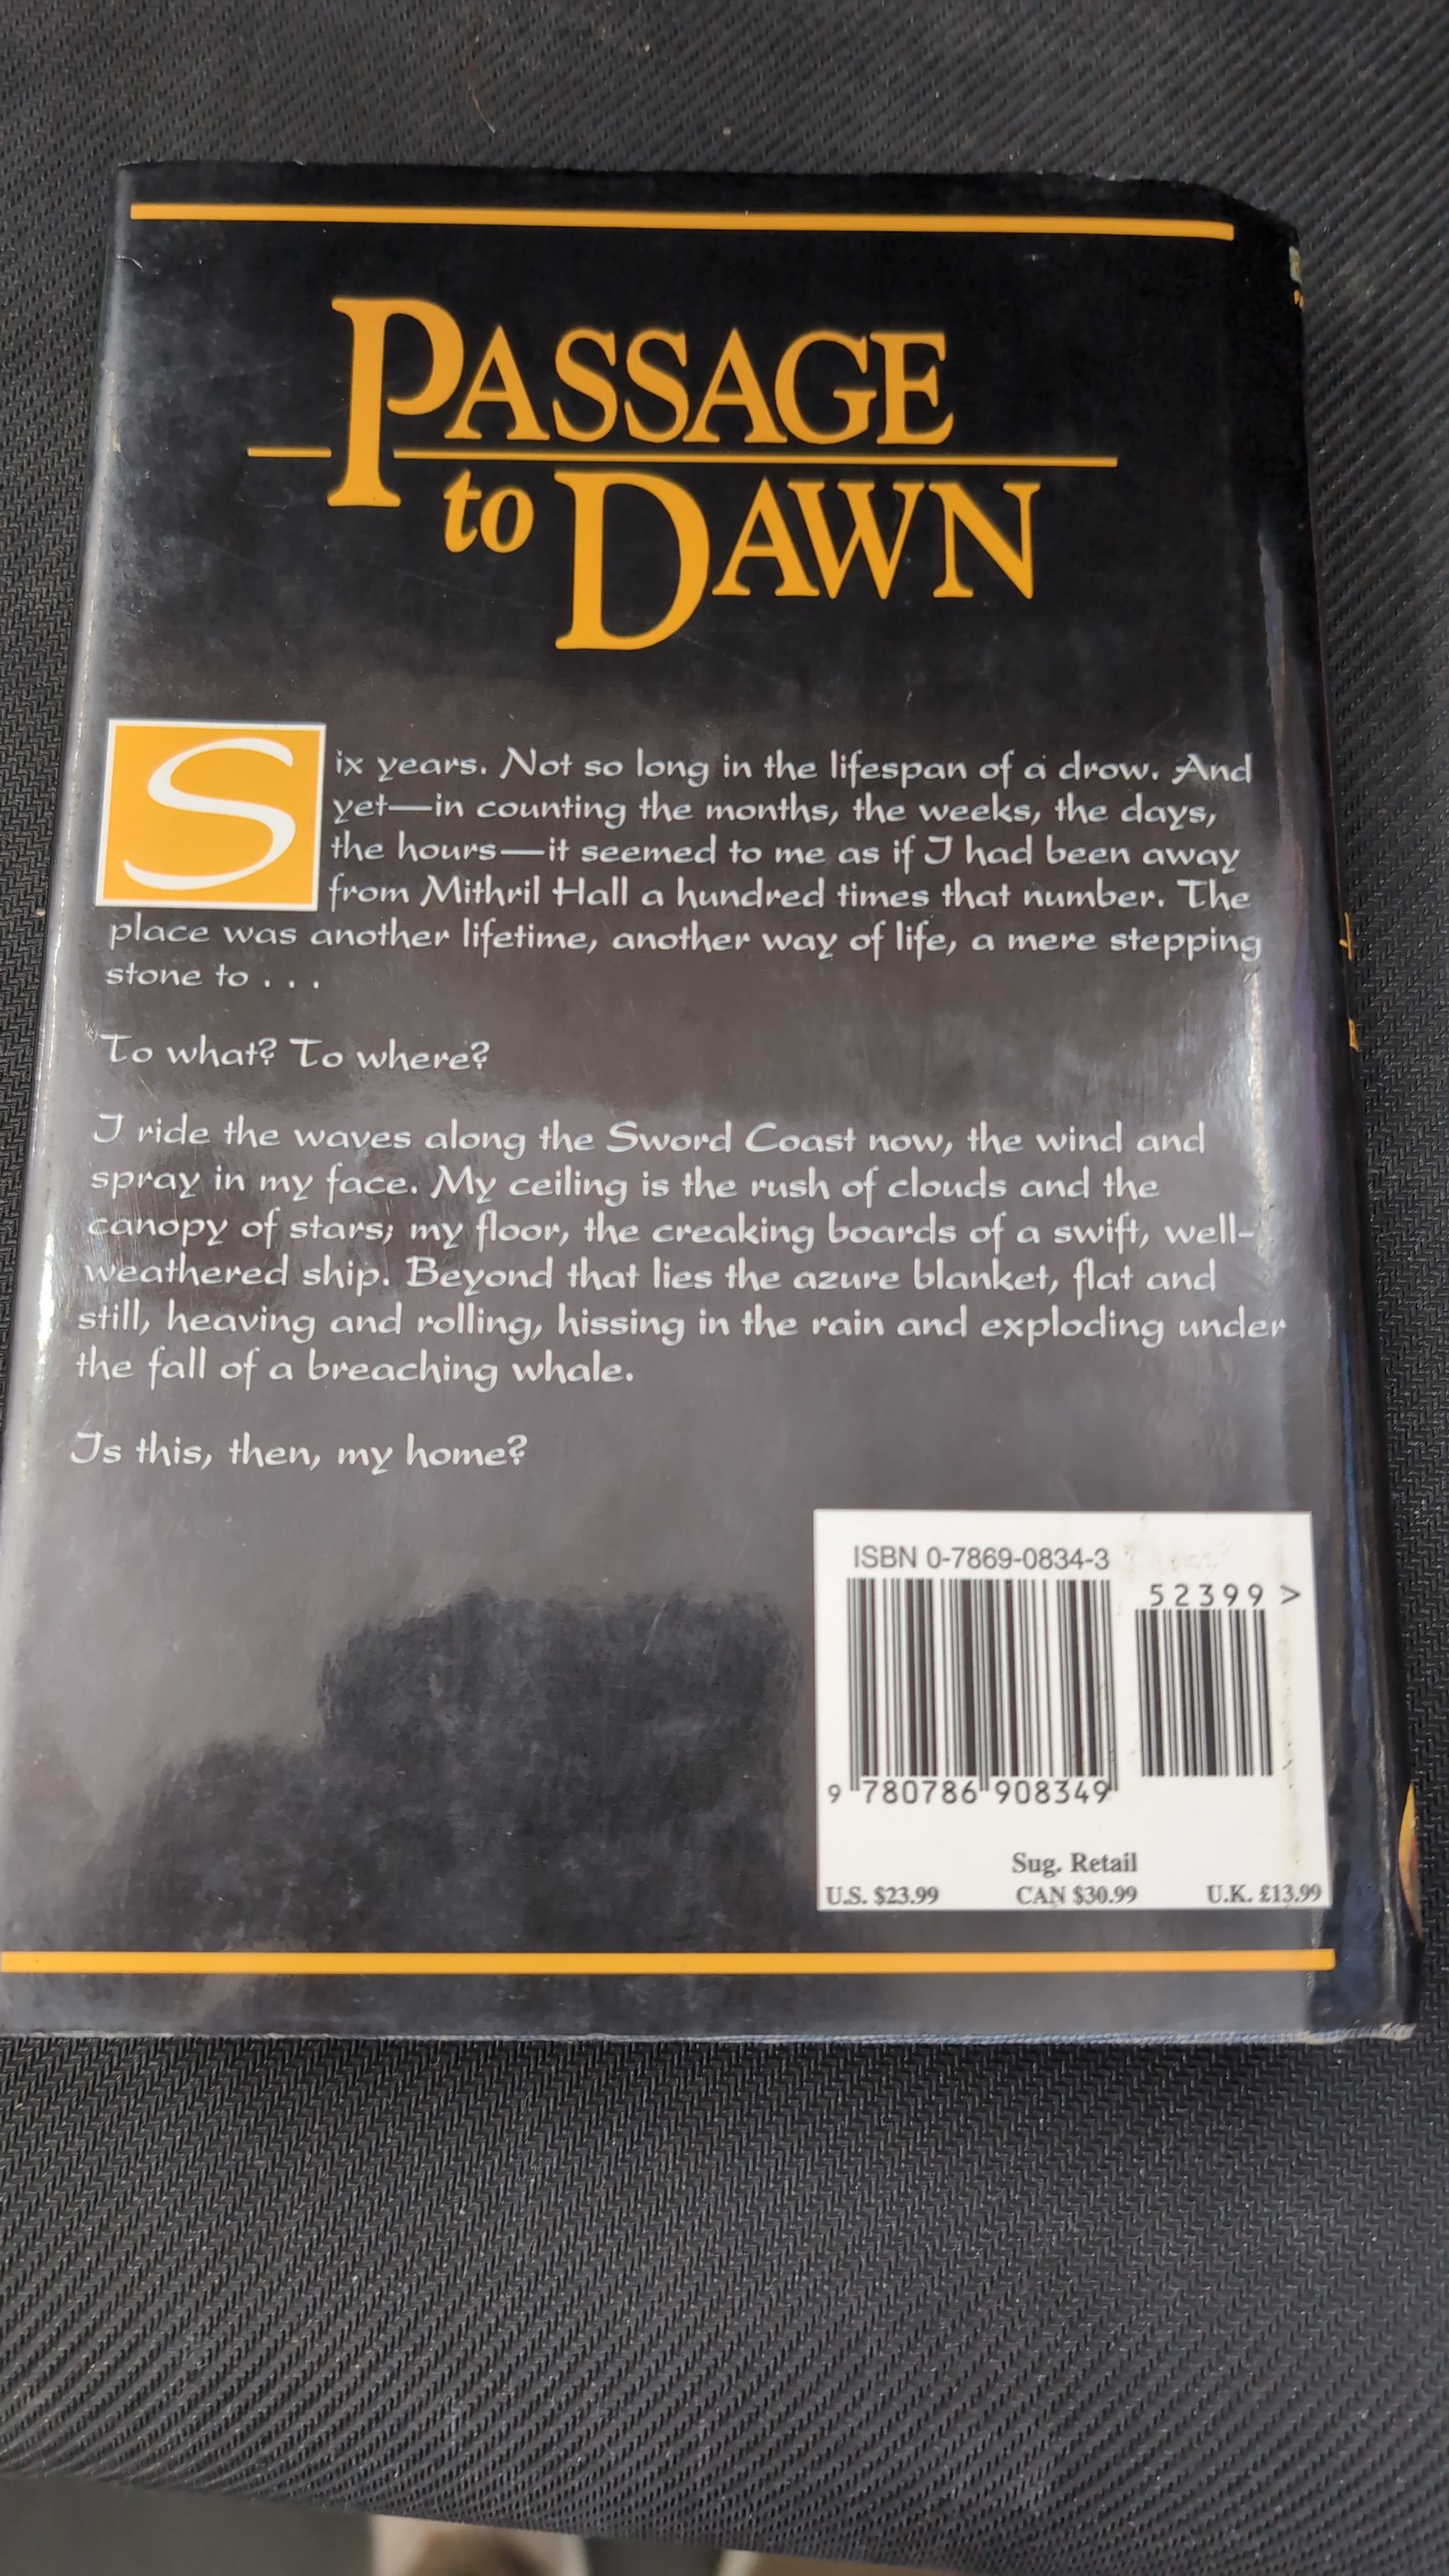 PASSAGE
to DAWN
Six years. Not so long in the lifespan of a drow. And
yet—in counting the months, the weeks, the days,
the hours—it seemed to me as if I had been away
from Mithril Hall a hundred times that number. The
place was another lifetime, another way of life, a mere stepping
stone to . . .
To what? To where?
I ride the waves along the Sword Coast now, the wind and
spray in my face. My ceiling is the rush of clouds and the
canopy of stars; my floor, the creaking boards of a swift, well-
weathered ship. Beyond that lies the azure blanket, flat and
still, heaving and rolling, hissing in the rain and exploding under
the fall of a breaching whale.
Is this, then, my home?
ISBN 0-7869-0834-3
52399 >
9 780786 908349
Sug. Retail
U.S. $23.99 CAN $30.99 U.K. £13.99